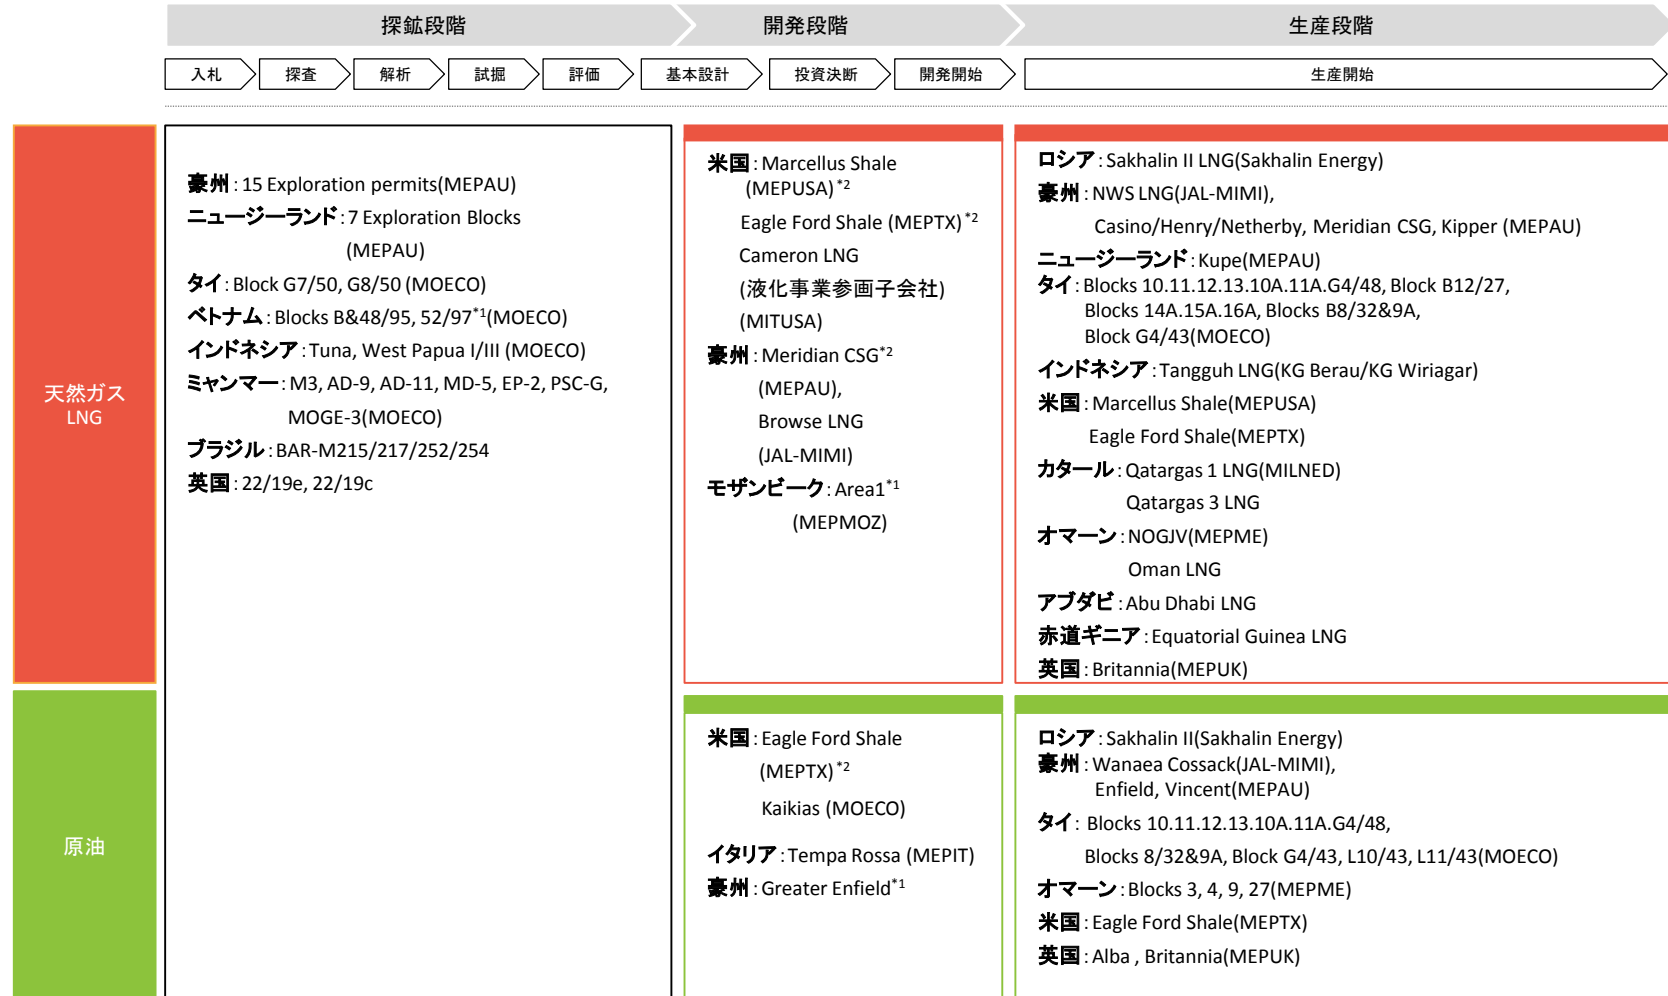 探鉱段階
開発段階
生産段階
入札
探査
解析
試掘
評価
基本設計
投資決断
開発開始
生産開始
天然ガス
LNG
豪州：15 Exploration permits(MEPAU)
ニュージーランド：7 Exploration Blocks
(MEPAU)
タイ：Block G7/50, G8/50 (MOECO)
ベトナム：Blocks B&48/95, 52/97*1(MOECO)
インドネシア：Tuna, West Papua I/III (MOECO)
ミャンマー：M3, AD-9, AD-11, MD-5, EP-2, PSC-G,
MOGE-3(MOECO)
ブラジル：BAR-M215/217/252/254
英国：22/19e, 22/19c
米国：Marcellus Shale
(MEPUSA)*2
Eagle Ford Shale (MEPTX)*2
Cameron LNG
(液化事業参画子会社)
(MITUSA)
豪州：Meridian CSG*2
(MEPAU),
Browse LNG
(JAL-MIMI)
モザンビーク：Area1*1
(MEPMOZ)
ロシア：Sakhalin II LNG(Sakhalin Energy)
豪州：NWS LNG(JAL-MIMI),
Casino/Henry/Netherby, Meridian CSG, Kipper (MEPAU)
ニュージーランド：Kupe(MEPAU)
タイ：Blocks 10.11.12.13.10A.11A.G4/48, Block B12/27,
Blocks 14A.15A.16A, Blocks B8/32&9A,
Block G4/43(MOECO)
インドネシア：Tangguh LNG(KG Berau/KG Wiriagar)
米国：Marcellus Shale(MEPUSA)
Eagle Ford Shale(MEPTX)
カタール：Qatargas 1 LNG(MILNED)
Qatargas 3 LNG
オマーン：NOGJV(MEPME)
Oman LNG
アブダビ：Abu Dhabi LNG
赤道ギニア：Equatorial Guinea LNG
英国：Britannia(MEPUK)
原油
米国：Eagle Ford Shale
(MEPTX)*2
Kaikias (MOECO)
イタリア：Tempa Rossa (MEPIT)
豪州：Greater Enfield*1
ロシア：Sakhalin II(Sakhalin Energy)
豪州：Wanaea Cossack(JAL-MIMI),
Enfield, Vincent(MEPAU)
タイ：Blocks 10.11.12.13.10A.11A.G4/48,
Blocks 8/32&9A, Block G4/43, L10/43, L11/43(MOECO)
オマーン：Blocks 3, 4, 9, 27(MEPME)
米国：Eagle Ford Shale(MEPTX)
英国：Alba , Britannia(MEPUK)